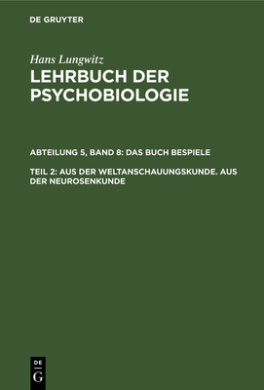 DE GRUYTER
Hans Lungwitz
LEHRBUCH DER
PSYCHOBIOLOGIE
ABTEILUNG 5, BAND 8: DAS BUCH BESPIELE
TEIL 2: AUS DER WELTANSCHAUUNGSKUNDE. AUS
DER NEUROSENKUNDE
DE
G